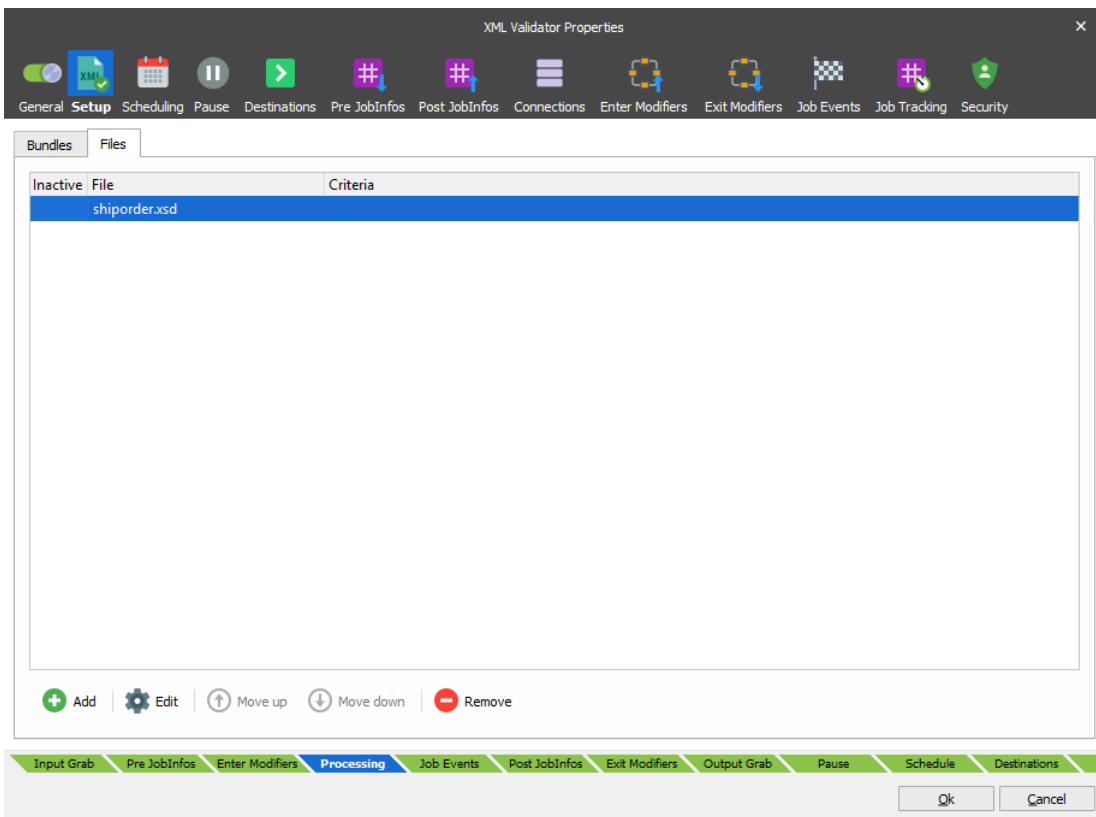 XML Validator Properties
XML
General Setup Scheduling Pause Destinations Pre JobInfos Post JobInfos Connections Enter Modifiers Exit Modifiers Job Events Job Tracking Security
Bundles Files
Inactive File Criteria
shiporder.xsd
Add Edit Move up Move down Remove
Input Grab Pre JobInfos Enter Modifiers Processing Job Events Post JobInfos Exit Modifiers Output Grab Pause Schedule Destinations
Ok Cancel